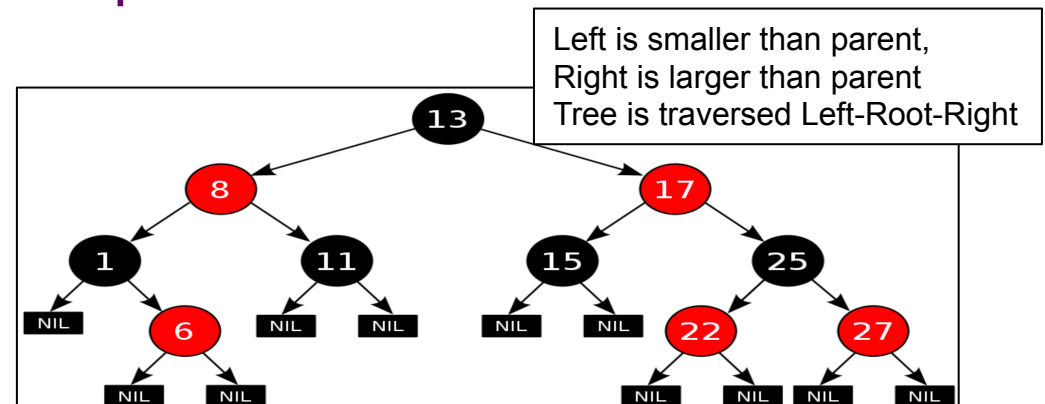 Left is smaller than parent,
Right is larger than parent
Tree is traversed Left-Root-Right
13
8 17
1 11 15 25
NIL 6 NIL NIL NIL NIL 22 27
NIL NIL NIL NIL NIL NIL